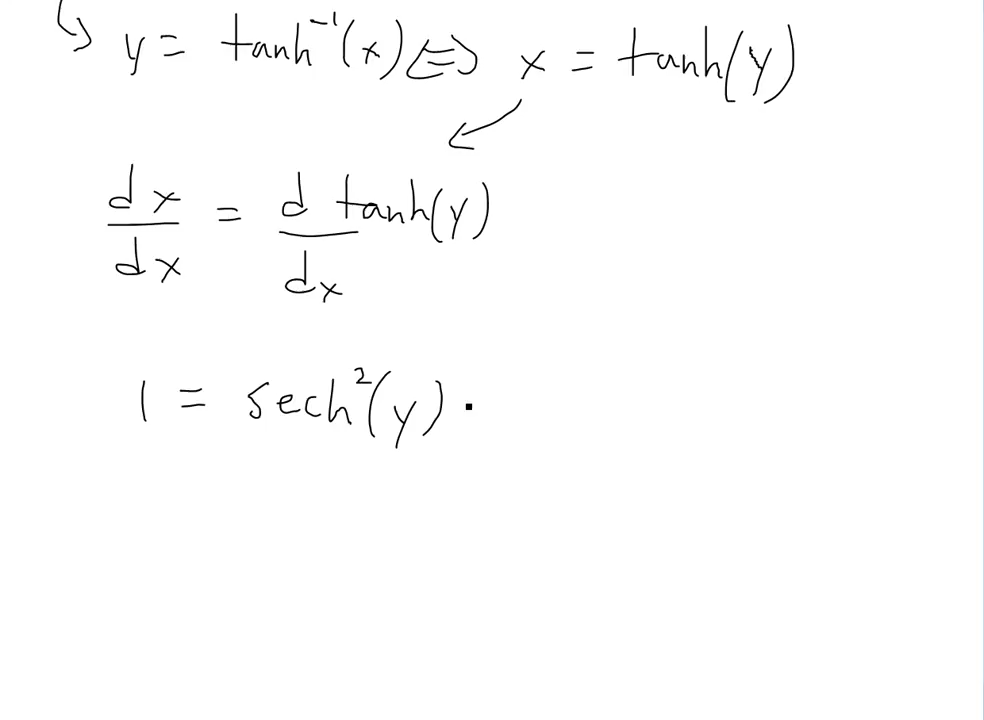 y = tanh⁻¹(x) ⟺ x = tanh(y)
dx/dx = d tanh(y)/dx
1 = sech²(y) ·